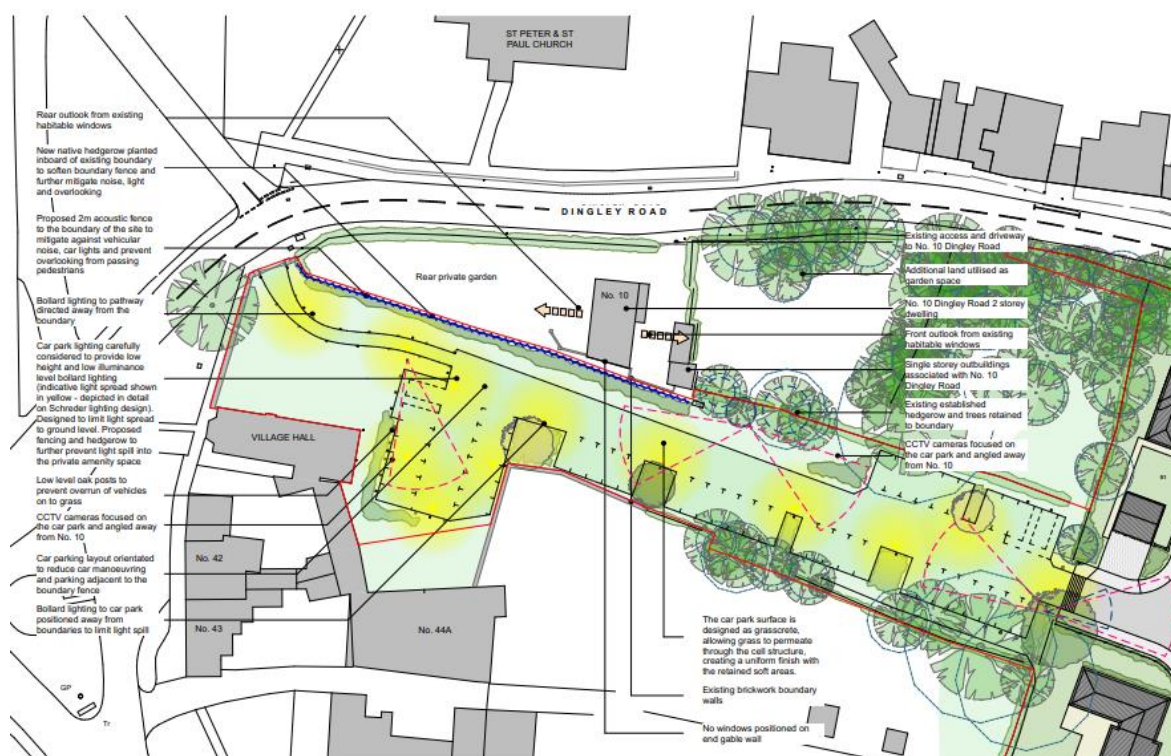 ST PETER & ST
PAUL CHURCH
Rear outlook from existing
habitable windows
New native hedgerow planted
inboard of existing boundary
to soften boundary fence and
further mitigate noise, light
and overlooking
Proposed 2m acoustic fence
to the boundary of the site to
mitigate against vehicular
noise, car lights and prevent
overlooking from passing
pedestrians
Bollard lighting to pathway
directed away from the
boundary
Car park lighting carefully
considered to provide low
height and low illuminance
level bollard lighting
(indicative light spread shown
in yellow - depicted in detail
on Schreder lighting design).
Designed to limit light spread
to ground level. Proposed
fencing and hedgerow to
further prevent light spill into
the private amenity space
Low level oak posts to
prevent overrun of vehicles
on to grass
CCTV cameras focused on
the car park and angled away
from No. 10
Car parking layout orientated
to reduce car manoeuvring
and parking adjacent to the
boundary fence
Bollard lighting to car park
positioned away from
boundaries to limit light spill
DINGLEY ROAD
Rear private garden
No. 10
VILLAGE HALL
No. 42
No. 43
No. 44A
GP
Tr
Existing access and driveway
to No. 10 Dingley Road
Additional land utilised as
garden space
No. 10 Dingley Road 2 storey
dwelling
Front outlook from existing
habitable windows
Single storey outbuildings
associated with No. 10
Dingley Road
Existing established
hedgerow and trees retained
to boundary
CCTV cameras focused on
the car park and angled away
from No. 10
The car park surface is
designed as grasscrete,
allowing grass to permeate
through the cell structure,
creating a uniform finish with
the retained soft areas.
Existing brickwork boundary
walls
No windows positioned on
end gable wall